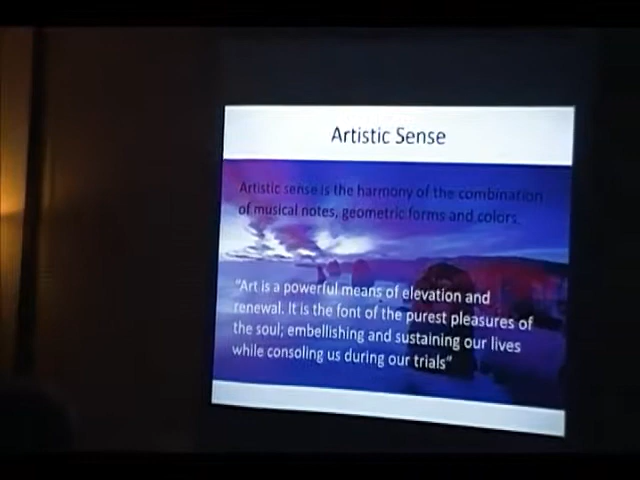 Artistic Sense
Artistic sense is the harmony of the combination
of musical notes, geometric forms and colors.
"Art is a powerful means of elevation and
renewal. It is the font of the purest pleasures of
the soul; embellishing and sustaining our lives
while consoling us during our trials"